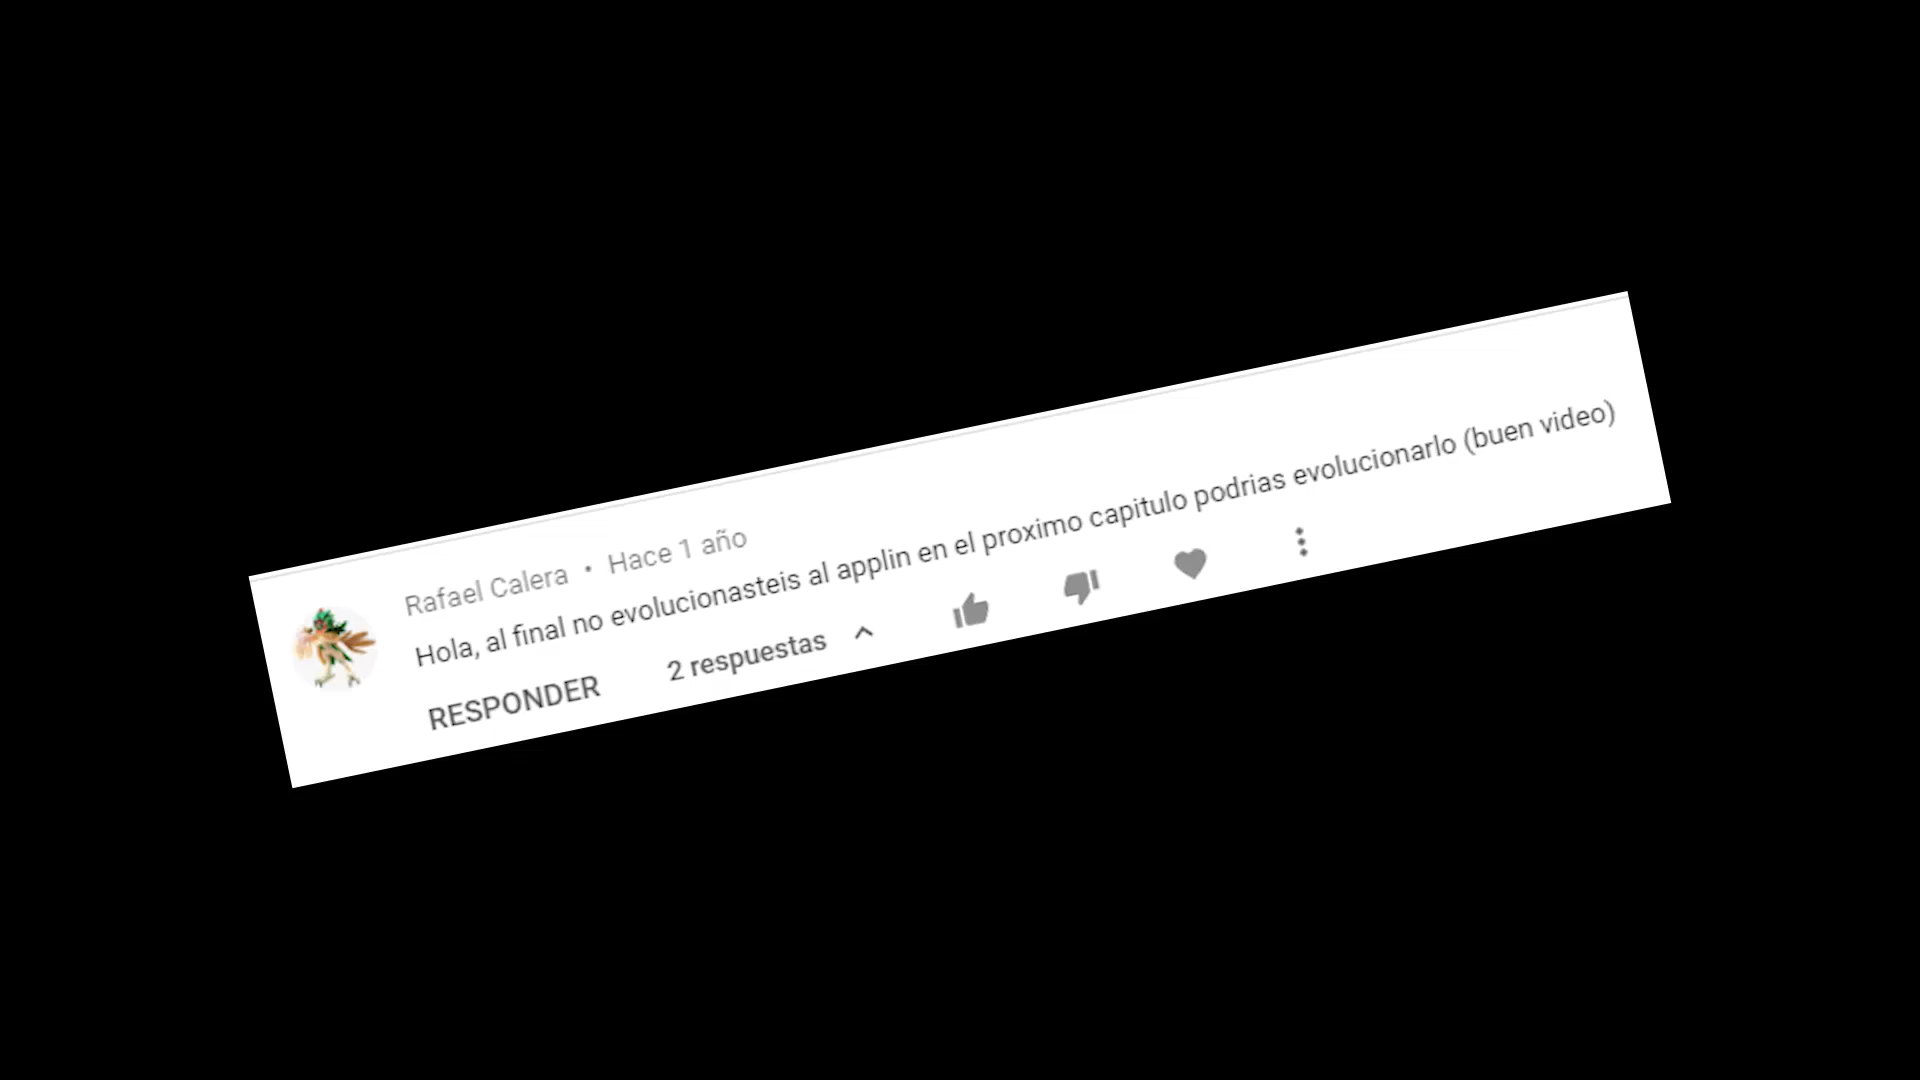 Rafael Calera • Hace 1 año
Hola, al final no evolucionasteis al applin en el proximo capitulo podrias evolucionarlo (buen video)
RESPONDER 2 respuestas